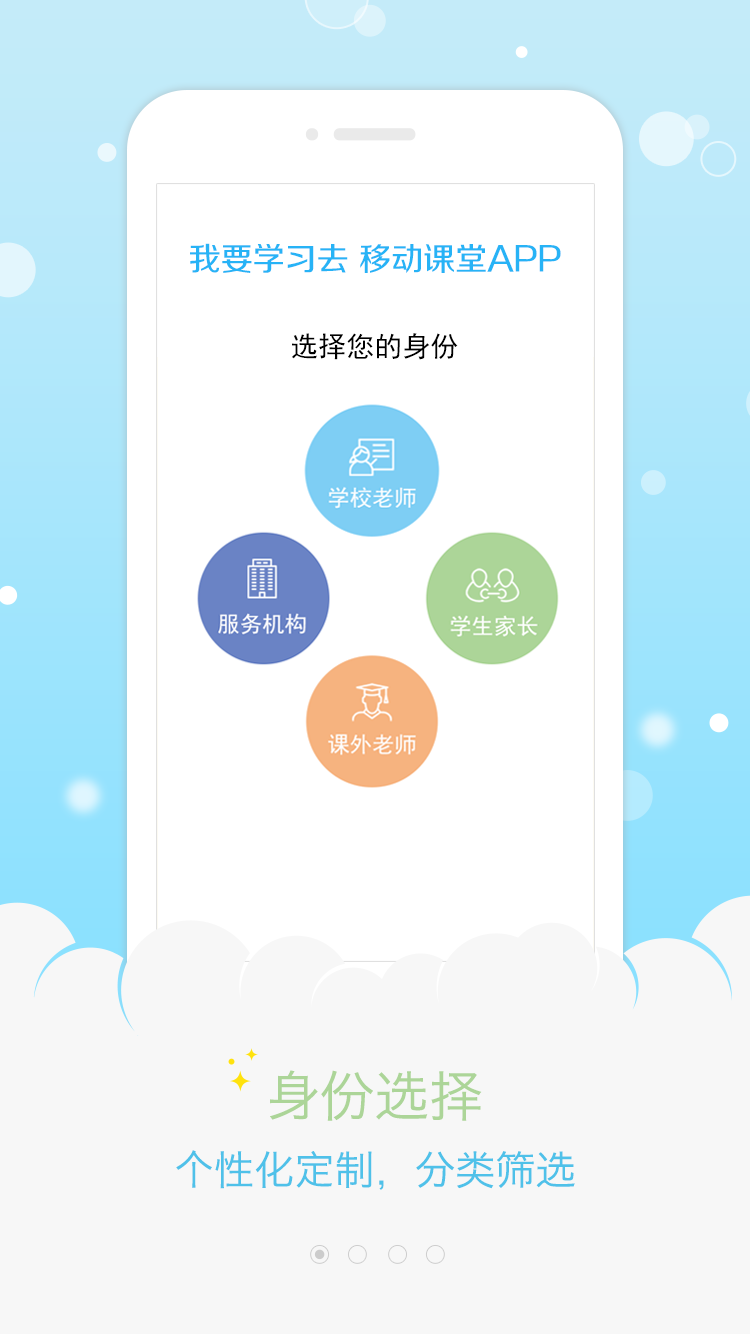 我要学习去 移动课堂APP
选择您的身份
学校老师
服务机构
学生家长
课外老师
身份选择
个性化定制，分类筛选